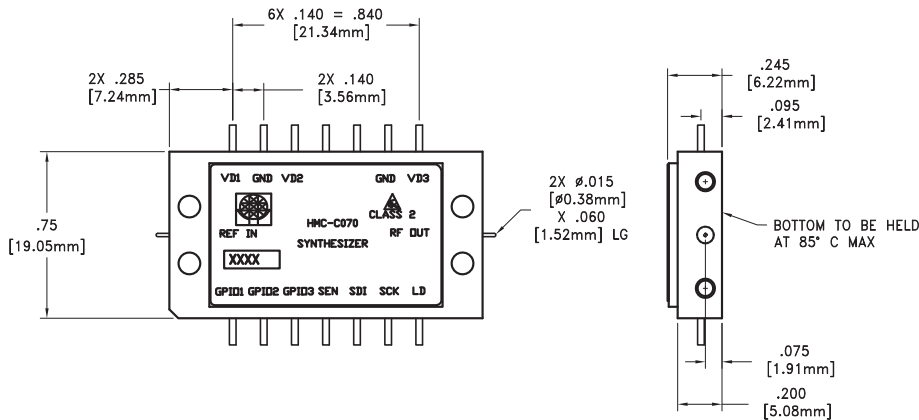 6X .140 = .840
[21.34mm]
2X .285
[7.24mm]
2X .140
[3.56mm]
.245
[6.22mm]
.095
[2.41mm]
VD1 GND VD2 GND VD3
CLASS 2
HMC-C070
REF IN RF OUT
SYNTHESIZER
XXXX
GPIO1 GPIO2 GPIO3 SEN SDI SCK LD
.75
[19.05mm]
2X ø.015
[ø0.38mm]
X .060
[1.52mm] LG
BOTTOM TO BE HELD
AT 85° C MAX
.075
[1.91mm]
.200
[5.08mm]